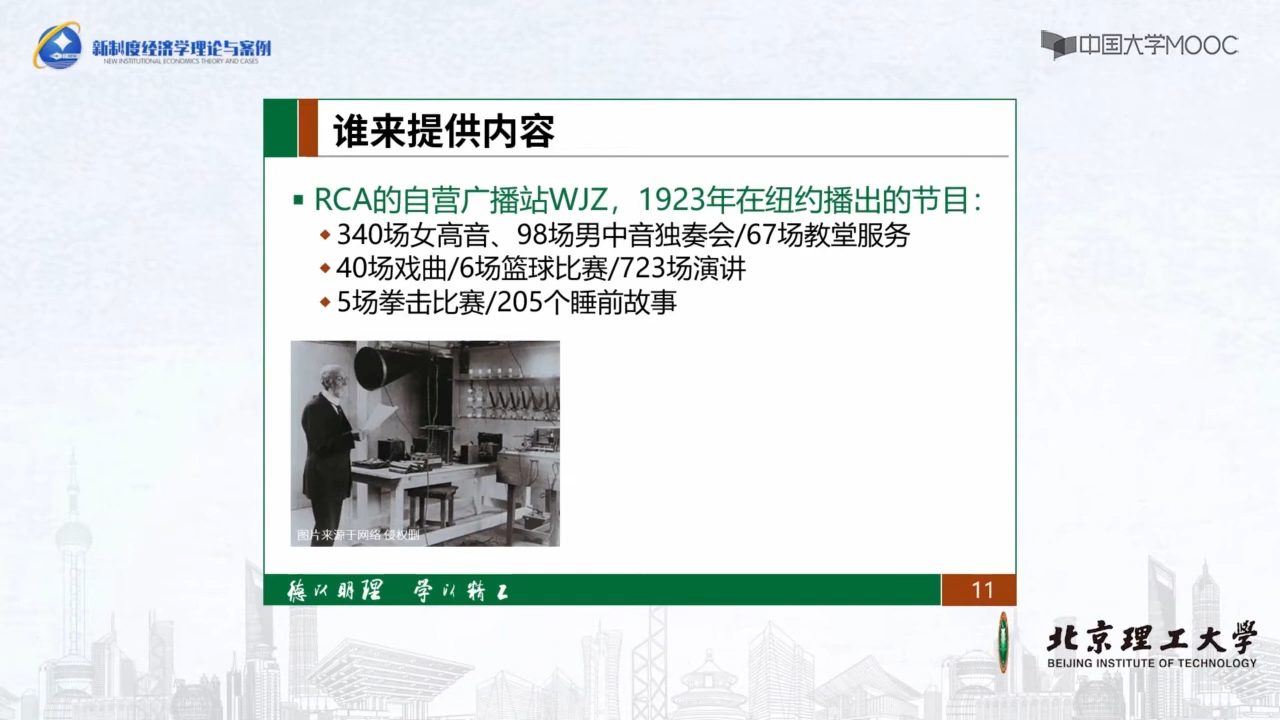 新制度经济学理论与案例
NEW INSTITUTIONAL ECONOMICS THEORY AND CASES
中国大学MOOC
谁来提供内容
RCA的自营广播站WJZ，1923年在纽约播出的节目：
340场女高音、98场男中音独奏会/67场教堂服务
40场戏曲/6场篮球比赛/723场演讲
5场拳击比赛/205个睡前故事
图片来源于网络 侵权删
德以明理 学以精工
11
北京理工大学
BEIJING INSTITUTE OF TECHNOLOGY